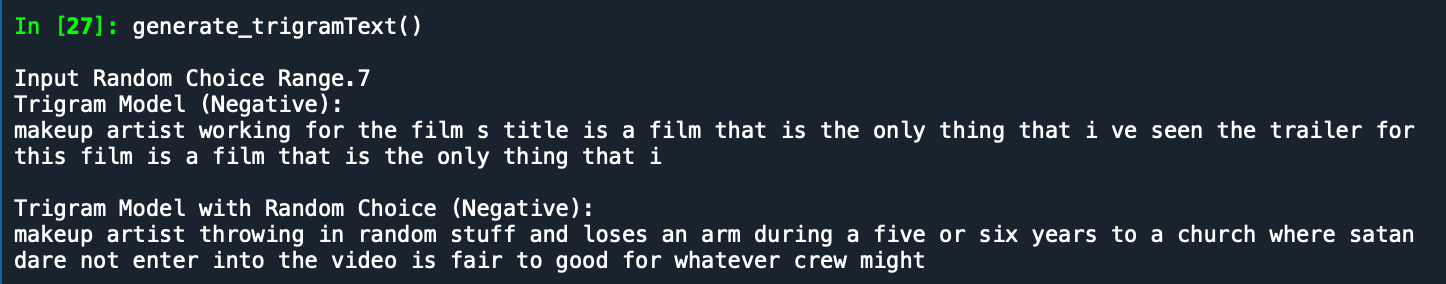 In [27]: generate_trigramText()
Input Random Choice Range.7
Trigram Model (Negative):
makeup artist working for the film s title is a film that is the only thing that i ve seen the trailer for
this film is a film that is the only thing that i
Trigram Model with Random Choice (Negative):
makeup artist throwing in random stuff and loses an arm during a five or six years to a church where satan
dare not enter into the video is fair to good for whatever crew might